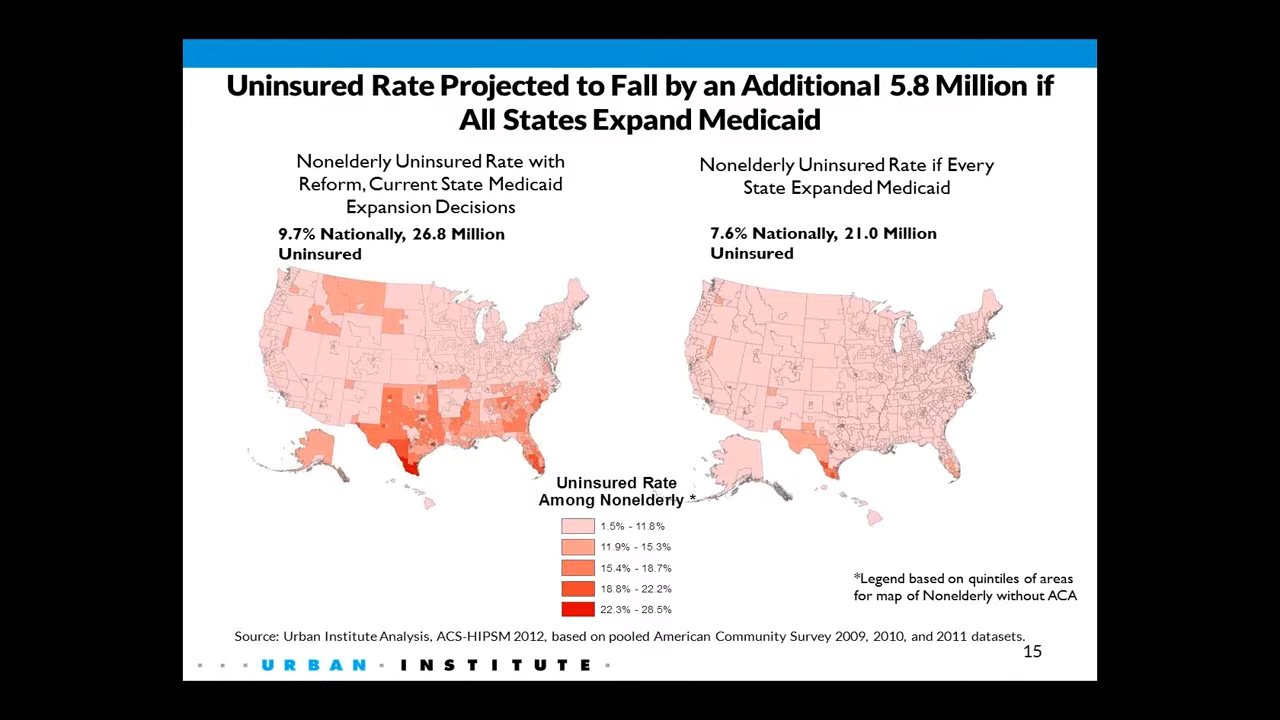 Uninsured Rate Projected to Fall by an Additional 5.8 Million if
All States Expand Medicaid
Nonelderly Uninsured Rate with
Reform, Current State Medicaid
Expansion Decisions
9.7% Nationally, 26.8 Million
Uninsured
Nonelderly Uninsured Rate if Every
State Expanded Medicaid
7.6% Nationally, 21.0 Million
Uninsured
Uninsured Rate
Among Nonelderly *
1.5% - 11.8%
11.9% - 15.3%
15.4% - 18.7%
18.8% - 22.2%
22.3% - 28.5%
*Legend based on quintiles of areas
for map of Nonelderly without ACA
Source: Urban Institute Analysis, ACS-HIPSM 2012, based on pooled American Community Survey 2009, 2010, and 2011 datasets.
15
URBAN INSTITUTE